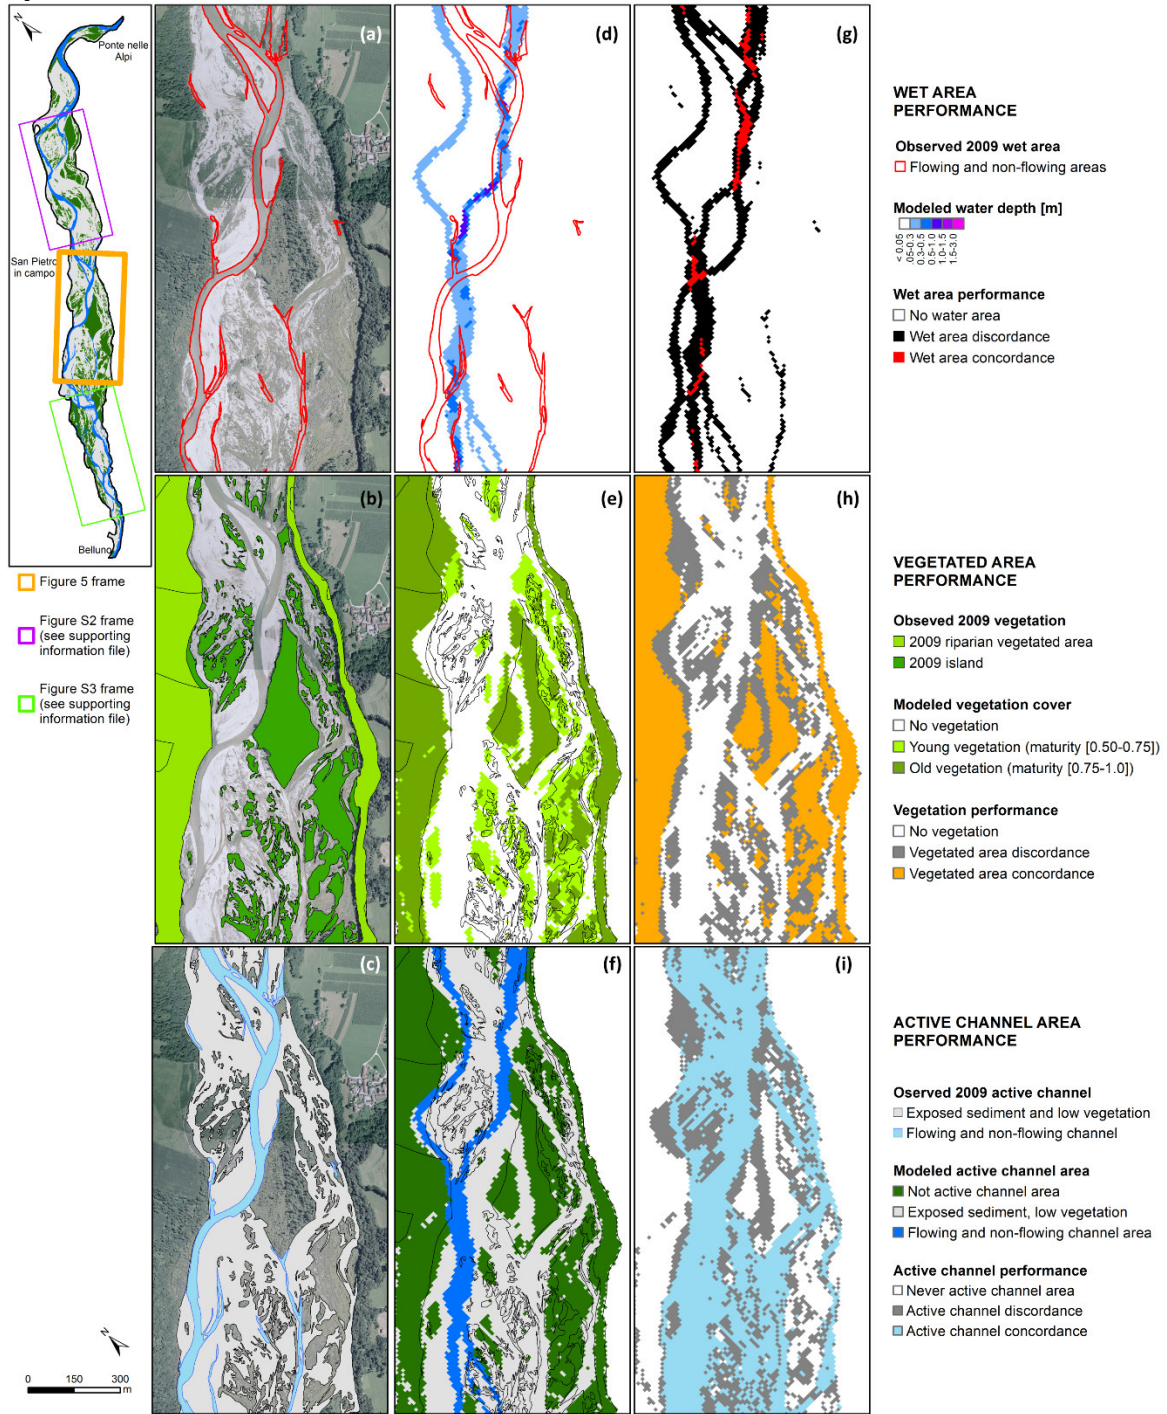 N
Ponte nelle
Alpi
San Pietro
in campo
Belluno
Figure 5 frame
Figure S2 frame
(see supporting
information file)
Figure S3 frame
(see supporting
information file)
N
0 150 300
m
(a)
(d)
(g)
(b)
(e)
(h)
(c)
(f)
(i)
WET AREA
PERFORMANCE
Observed 2009 wet area
Flowing and non-flowing areas
Modeled water depth [m]
< 0.05
.05-0.3
0.3-0.5
0.5-1.0
1.0-1.5
1.5-3.0
Wet area performance
No water area
Wet area discordance
Wet area concordance
VEGETATED AREA
PERFORMANCE
Obseved 2009 vegetation
2009 riparian vegetated area
2009 island
Modeled vegetation cover
No vegetation
Young vegetation (maturity [0.50-0.75])
Old vegetation (maturity [0.75-1.0])
Vegetation performance
No vegetation
Vegetated area discordance
Vegetated area concordance
ACTIVE CHANNEL AREA
PERFORMANCE
Oserved 2009 active channel
Exposed sediment and low vegetation
Flowing and non-flowing channel
Modeled active channel area
Not active channel area
Exposed sediment, low vegetation
Flowing and non-flowing channel area
Active channel performance
Never active channel area
Active channel discordance
Active channel concordance